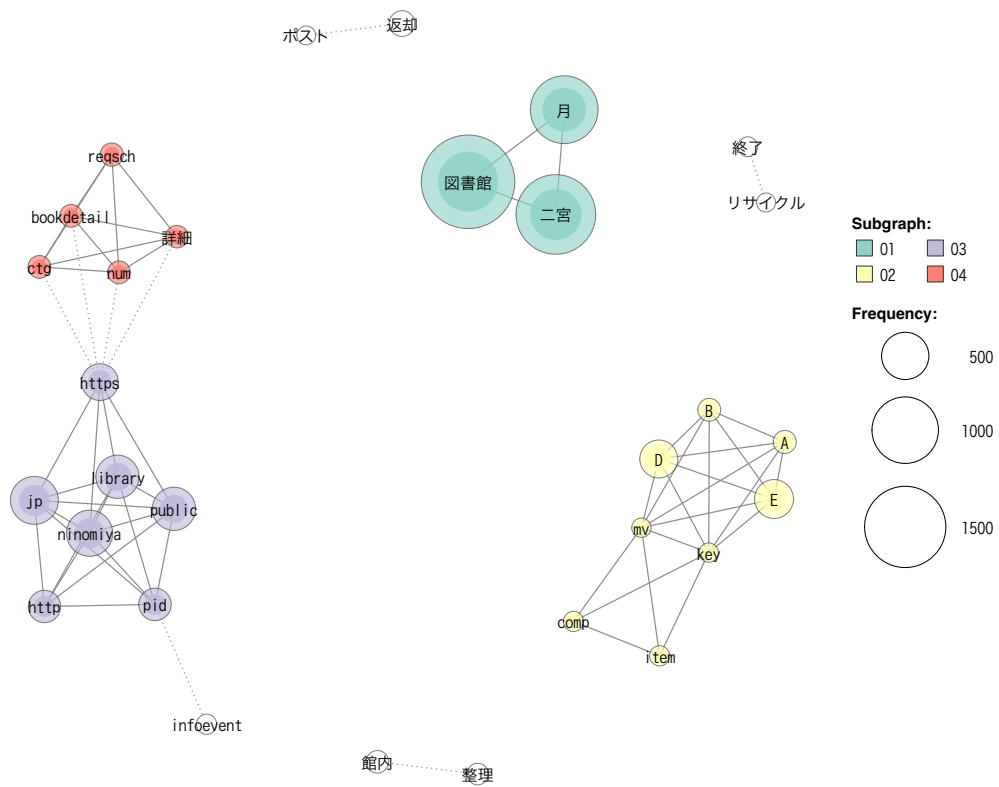 返却
ポスト
月
図書館
二宮
終了
リサイクル
reqsch
bookdetail
詳細
ctg
num
https
library
jp
public
ninomiya
http
pid
infoevent
館内
整理
B
A
D
E
mv
key
comp
item
Subgraph:
01 03
02 04
Frequency:
500
1000
1500